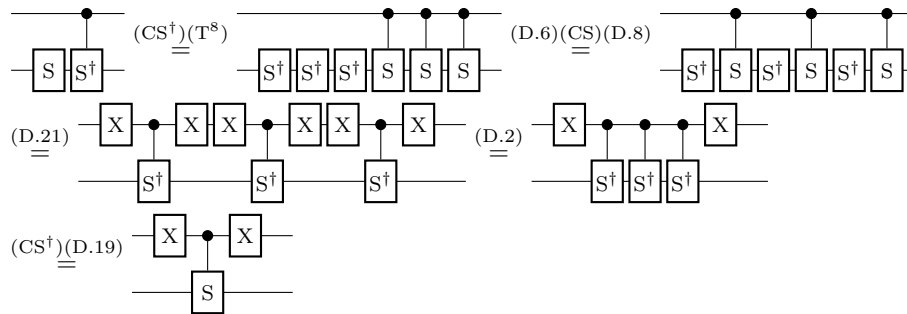 (CS†)(T⁸) (D.6)(CS)(D.8)
S S† = S† S† S† S S S = S† S S† S S† S
X X X X X X X X
(D.21) (D.2)
= S† S† S† = S† S† S†
X X
(CS†)(D.19)
= S